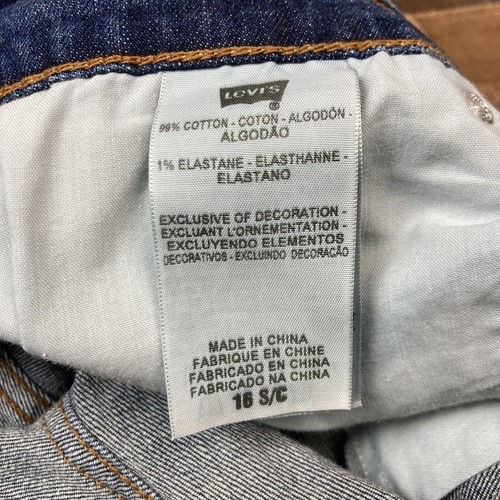 LEVI'S
®
99% COTTON - COTON - ALGODÓN -
ALGODÃO
1% ELASTANE - ELASTHANNE -
ELASTANO
EXCLUSIVE OF DECORATION -
EXCLUANT L'ORNEMENTATION -
EXCLUYENDO ELEMENTOS
DECORATIVOS - EXCLUINDO DECORAÇÃO
MADE IN CHINA
FABRIQUE EN CHINE
FABRICADO EN CHINA
FABRICADO NA CHINA
16 S/C